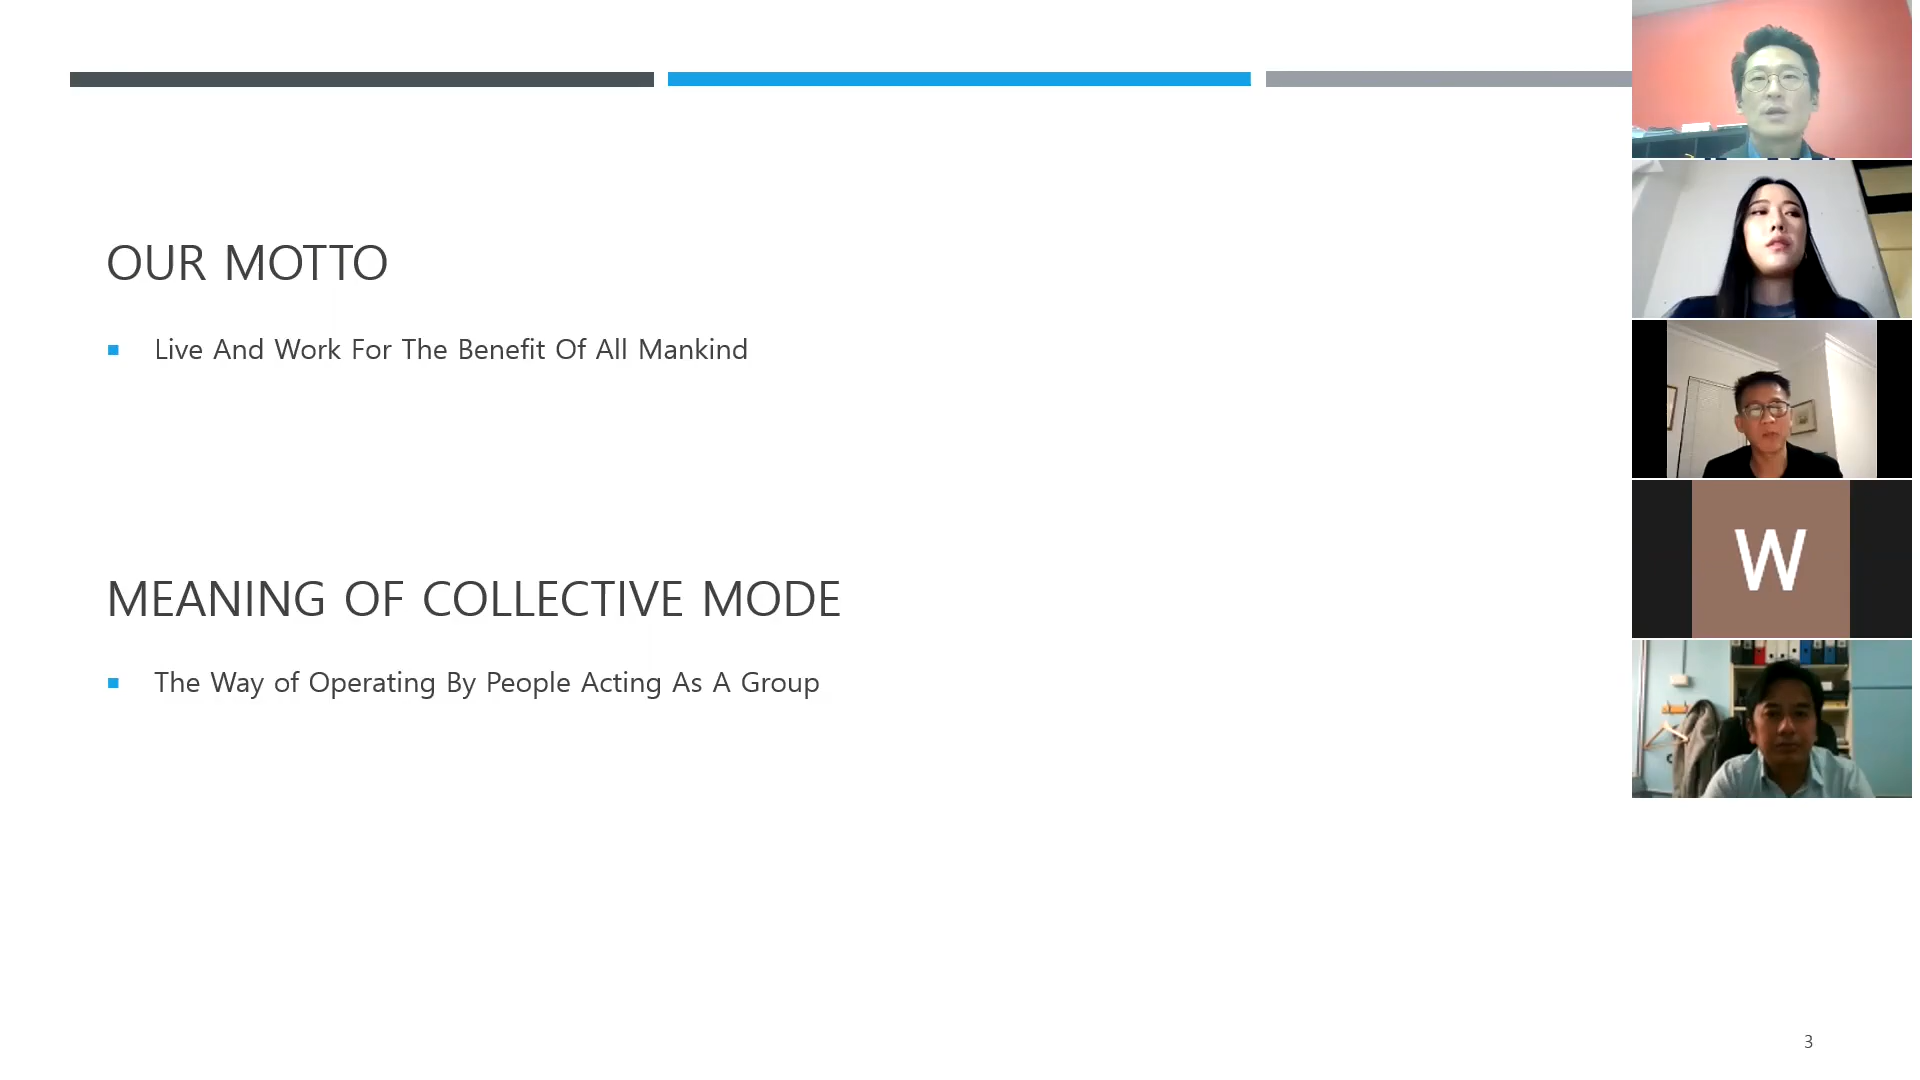 OUR MOTTO
Live And Work For The Benefit Of All Mankind
MEANING OF COLLECTIVE MODE
The Way of Operating By People Acting As A Group
W
3